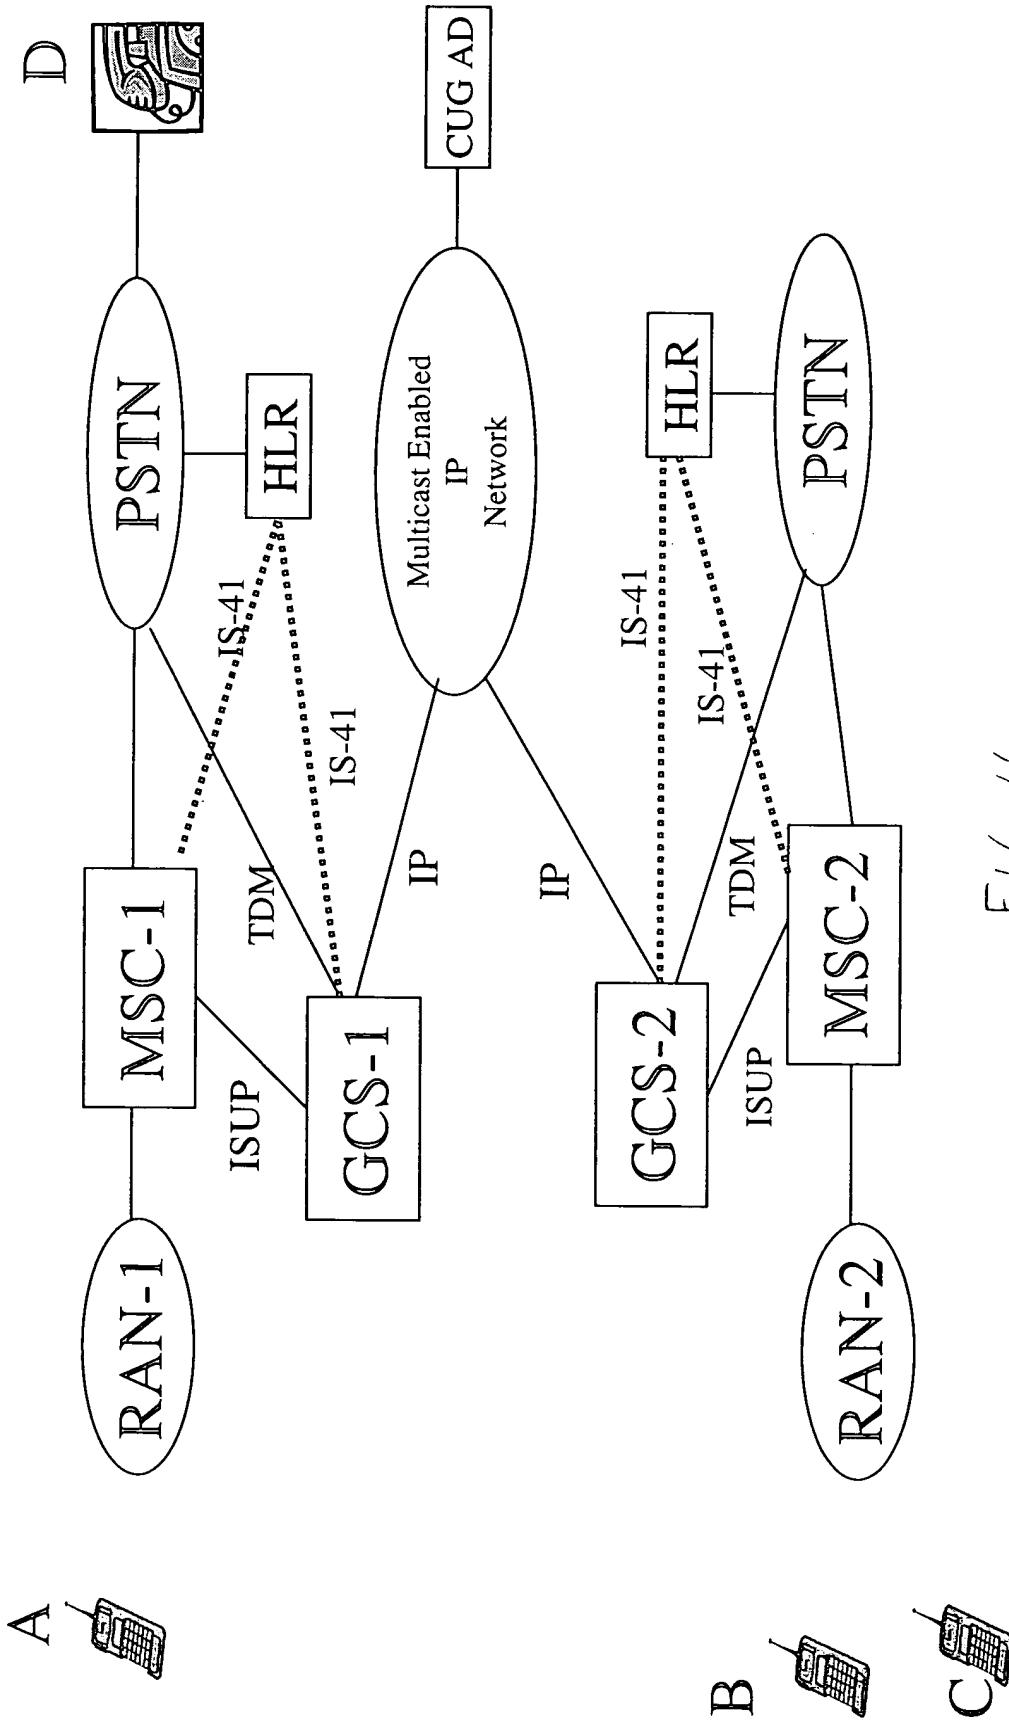 A
D
RAN-1
MSC-1
PSTN
ISUP
TDM
IS-41
HLR
GCS-1
IS-41
IP
Multicast Enabled
IP
Network
CUG AD
IP
GCS-2
IS-41
HLR
IS-41
ISUP
TDM
B
RAN-2
MSC-2
PSTN
C